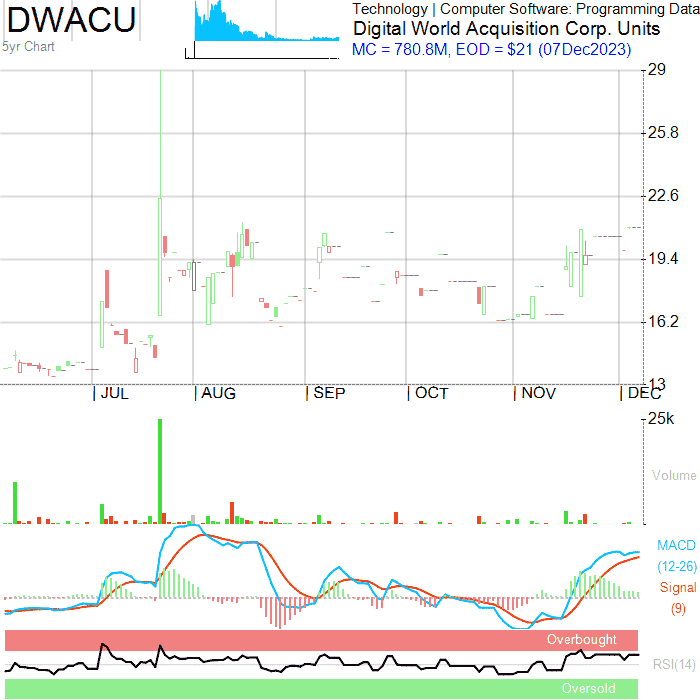 DWACU
5yr Chart
Technology | Computer Software: Programming Data
Digital World Acquisition Corp. Units
MC = 780.8M, EOD = $21 (07Dec2023)
29
25.8
22.6
19.4
16.2
13
JUL
AUG
SEP
OCT
NOV
DEC
25k
Volume
MACD
(12-26)
Signal
(9)
Overbought
RSI(14)
Oversold